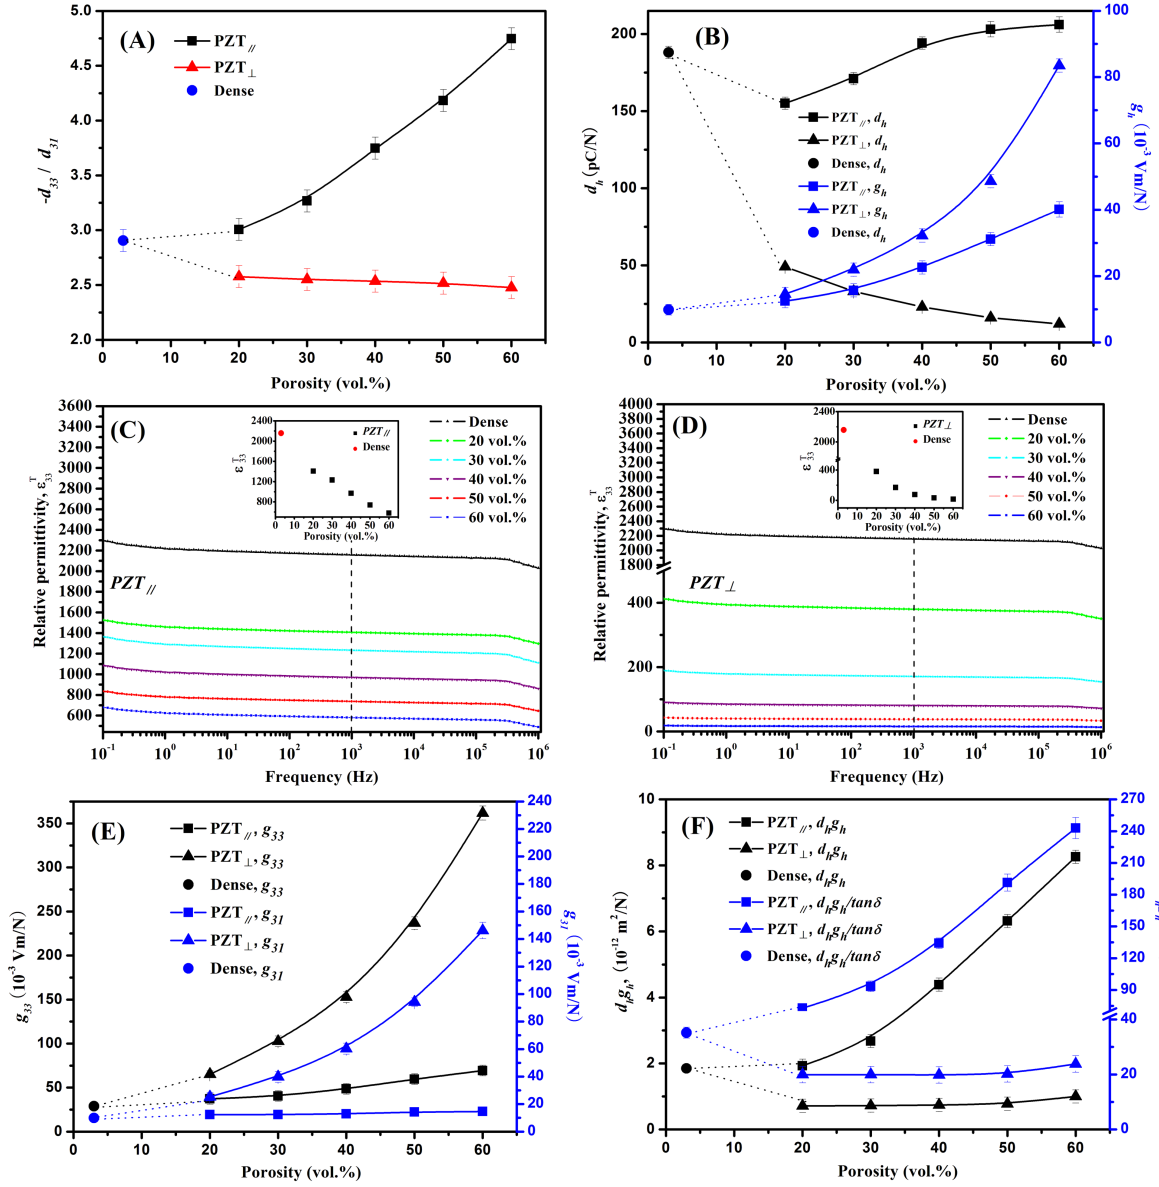 (A)
PZT//
PZT⊥
Dense
-d33 / d31
5.0
4.5
4.0
3.5
3.0
2.5
2.0
0 10 20 30 40 50 60
Porosity (vol.%)
(B)
PZT//, dh
PZT⊥, dh
Dense, dh
PZT//, gh
PZT⊥, gh
Dense, dh
dh (pC/N)
200
150
100
50
0
gh (10-3 Vm/N)
100
80
60
40
20
0
0 10 20 30 40 50 60
Porosity (vol.%)
(C)
PZT//
Dense
20 vol.%
30 vol.%
40 vol.%
50 vol.%
60 vol.%
Relative permittivity, εT33
3600
3400
3200
3000
2800
2600
2400
2200
2000
1800
1600
1400
1200
1000
800
600
10-1 100 101 102 103 104 105 106
Frequency (Hz)
PZT//
Dense
εT33
2400
2000
1600
1200
800
0 10 20 30 40 50 60
Porosity (vol.%)
(D)
PZT⊥
Dense
20 vol.%
30 vol.%
40 vol.%
50 vol.%
60 vol.%
Relative permittivity, εT33
4000
3800
3600
3400
3200
3000
2800
2600
2400
2200
2000
1800
400
200
0
10-1 100 101 102 103 104 105 106
Frequency (Hz)
PZT⊥
Dense
εT33
2400
2000
400
0
0 10 20 30 40 50 60
Porosity (vol.%)
(E)
PZT//, g33
PZT⊥, g33
Dense, g33
PZT//, g31
PZT⊥, g31
Dense, g31
g33 (10-3 Vm/N)
350
300
250
200
150
100
50
0
g31 (10-3 Vm/N)
240
220
200
180
160
140
120
100
80
60
40
20
0
0 10 20 30 40 50 60
Porosity (vol.%)
(F)
PZT//, dhgh
PZT⊥, dhgh
Dense, dhgh
PZT//, dhgh/tanδ
PZT⊥, dhgh/tanδ
Dense, dhgh/tanδ
dhgh, (10-12 m2/N)
10
8
6
4
2
0
270
240
210
180
150
120
90
40
20
0
0 10 20 30 40 50 60
Porosity (vol.%)